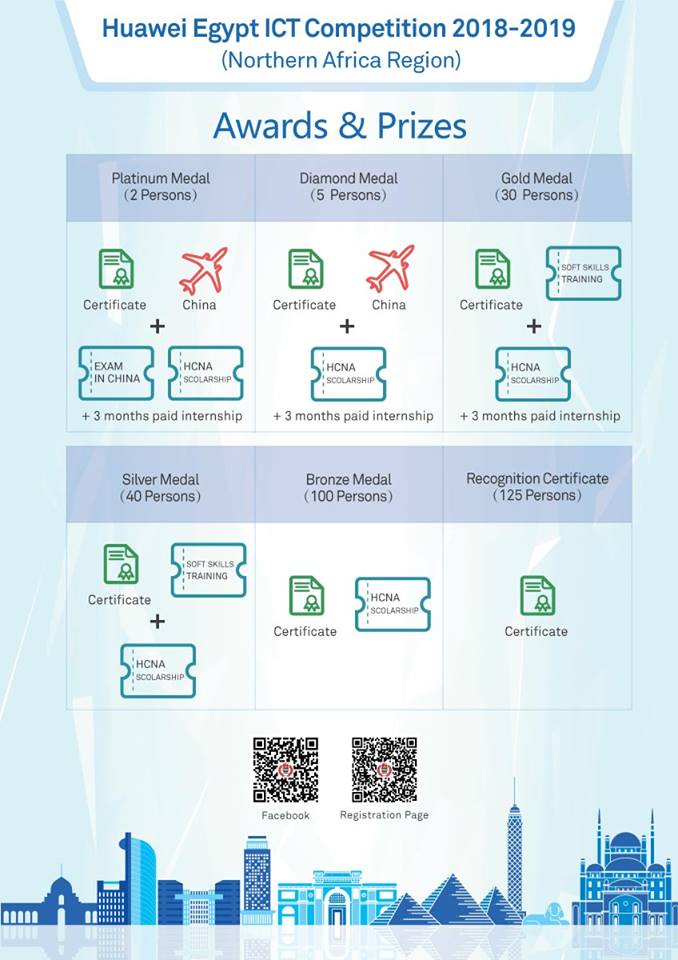 Huawei Egypt ICT Competition 2018-2019
(Northern Africa Region)
Awards & Prizes
Platinum Medal
(2 Persons)
Certificate
China
+
EXAM
IN CHINA
HCNA
SCOLARSHIP
+ 3 months paid internship
Diamond Medal
(5 Persons)
Certificate
China
+
HCNA
SCOLARSHIP
+ 3 months paid internship
Gold Medal
(30 Persons)
Certificate
SOFT SKILLS
TRAINING
+
HCNA
SCOLARSHIP
+ 3 months paid internship
Silver Medal
(40 Persons)
Certificate
SOFT SKILLS
TRAINING
+
HCNA
SCOLARSHIP
Bronze Medal
(100 Persons)
Certificate
HCNA
SCOLARSHIP
Recognition Certificate
(125 Persons)
Certificate
Facebook
Registration Page